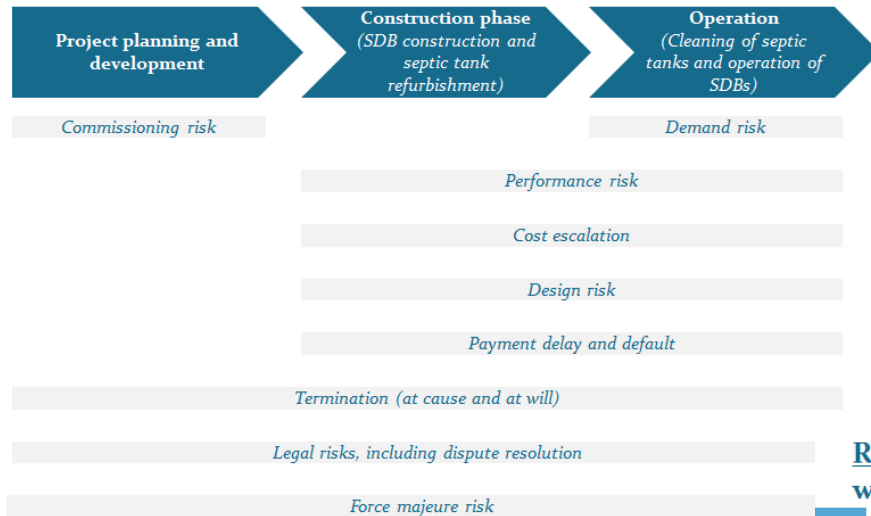 Project planning and
development
Construction phase
(SDB construction and
septic tank
refurbishment)
Operation
(Cleaning of septic
tanks and operation of
SDBs)
Commissioning risk
Demand risk
Performance risk
Cost escalation
Design risk
Payment delay and default
Termination (at cause and at will)
Legal risks, including dispute resolution
Force majeure risk